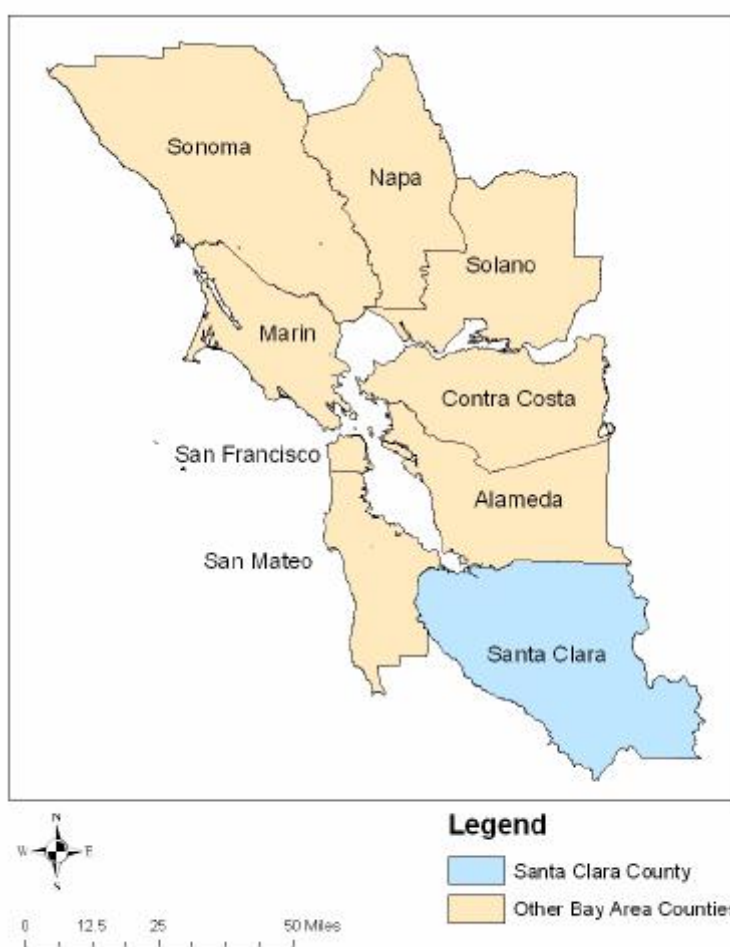 Sonoma
Napa
Solano
Marin
Contra Costa
San Francisco
Alameda
San Mateo
Santa Clara
N
W E
S
0 12.5 25 50 Miles
Legend
Santa Clara County
Other Bay Area Counties